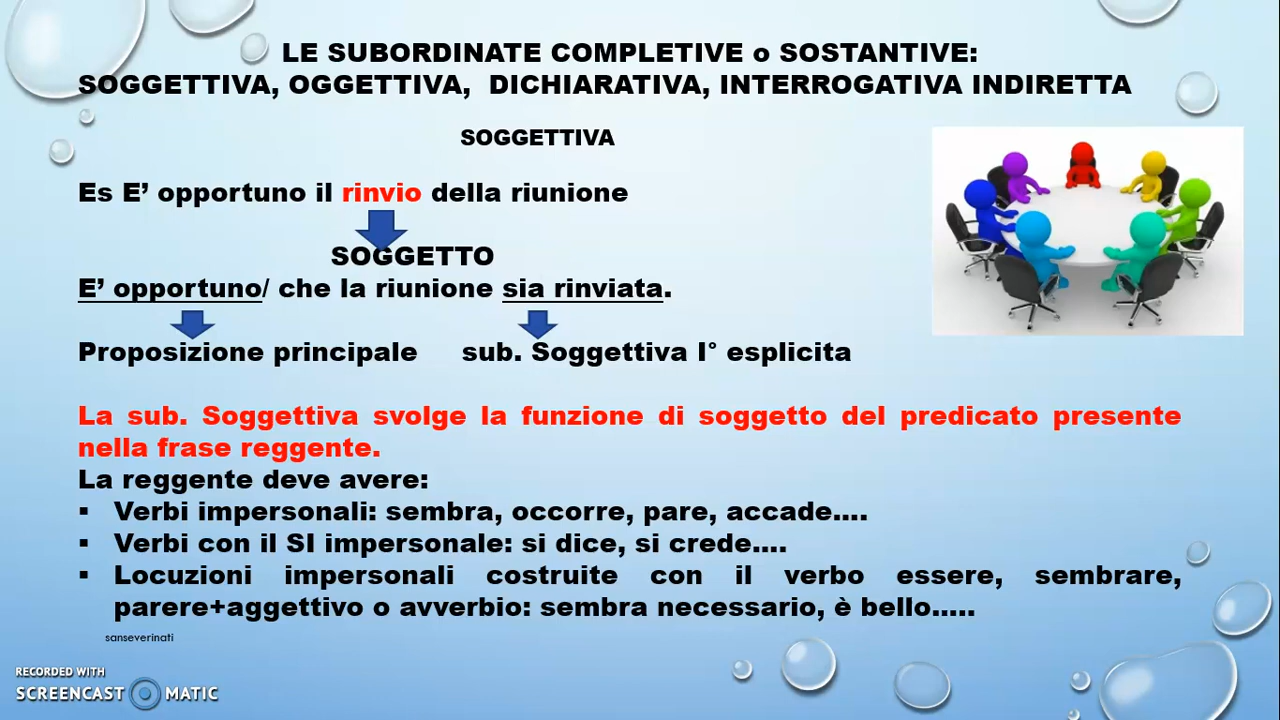 LE SUBORDINATE COMPLETIVE o SOSTANTIVE:
SOGGETTIVA, OGGETTIVA, DICHIARATIVA, INTERROGATIVA INDIRETTA
SOGGETTIVA
Es E’ opportuno il rinvio della riunione
SOGGETTO
E’ opportuno/ che la riunione sia rinviata.
Proposizione principale sub. Soggettiva I° esplicita
La sub. Soggettiva svolge la funzione di soggetto del predicato presente
nella frase reggente.
La reggente deve avere:
▪ Verbi impersonali: sembra, occorre, pare, accade….
▪ Verbi con il SI impersonale: si dice, si crede….
▪ Locuzioni impersonali costruite con il verbo essere, sembrare,
parere+aggettivo o avverbio: sembra necessario, è bello…..
sanseverinati
RECORDED WITH
SCREENCAST MATIC